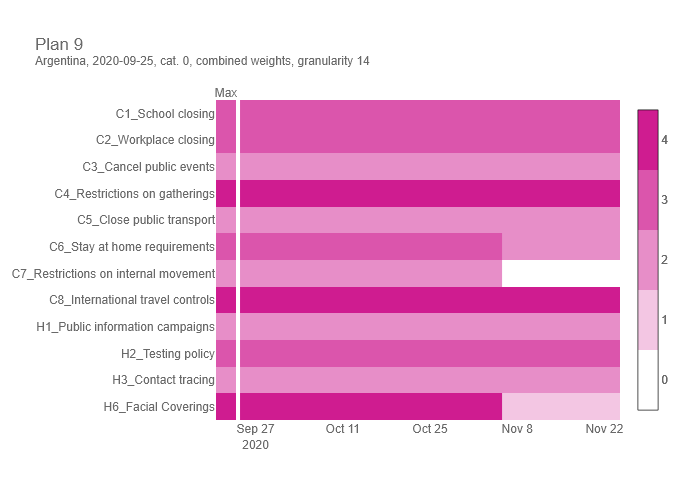 Plan 9
Argentina, 2020-09-25, cat. 0, combined weights, granularity 14
Max
C1_School closing
C2_Workplace closing
C3_Cancel public events
C4_Restrictions on gatherings
C5_Close public transport
C6_Stay at home requirements
C7_Restrictions on internal movement
C8_International travel controls
H1_Public information campaigns
H2_Testing policy
H3_Contact tracing
H6_Facial Coverings
Sep 27
2020
Oct 11
Oct 25
Nov 8
Nov 22
4
3
2
1
0